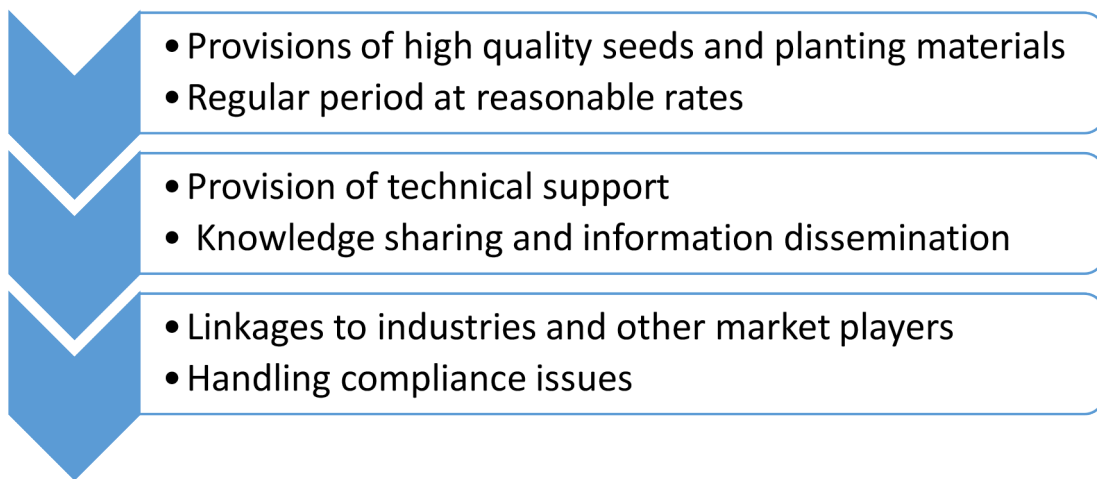 • Provisions of high quality seeds and planting materials
• Regular period at reasonable rates
• Provision of technical support
• Knowledge sharing and information dissemination
• Linkages to industries and other market players
• Handling compliance issues